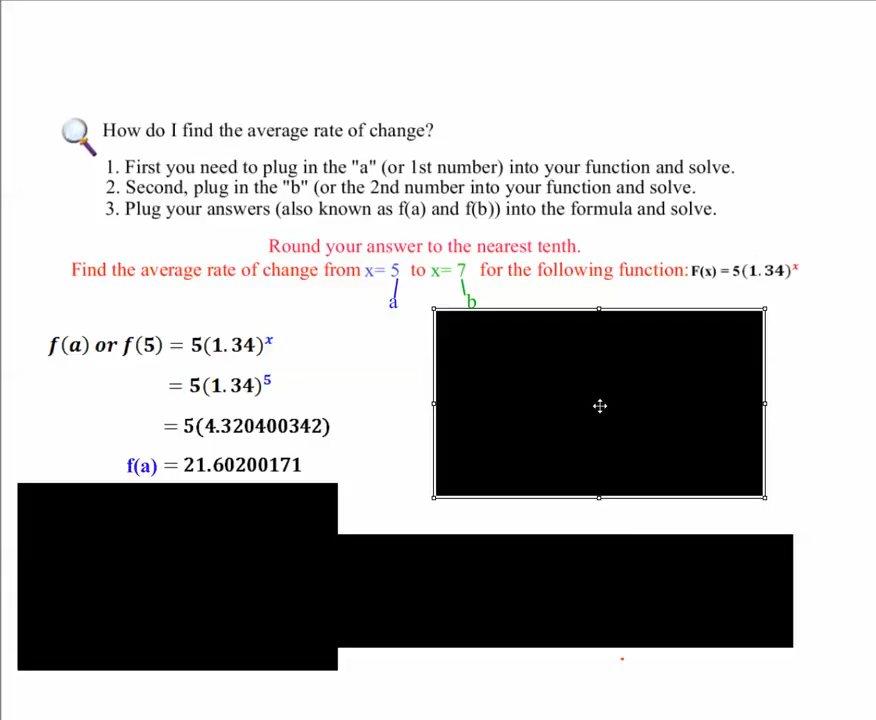 How do I find the average rate of change?
1. First you need to plug in the "a" (or 1st number) into your function and solve.
2. Second, plug in the "b" (or the 2nd number into your function and solve.
3. Plug your answers (also known as f(a) and f(b)) into the formula and solve.
Round your answer to the nearest tenth.
Find the average rate of change from x= 5 to x= 7 for the following function: F(x) = 5(1.34)^x
a b
f(a) or f(5) = 5(1.34)^x
= 5(1.34)^5
= 5(4.320400342)
f(a) = 21.60200171